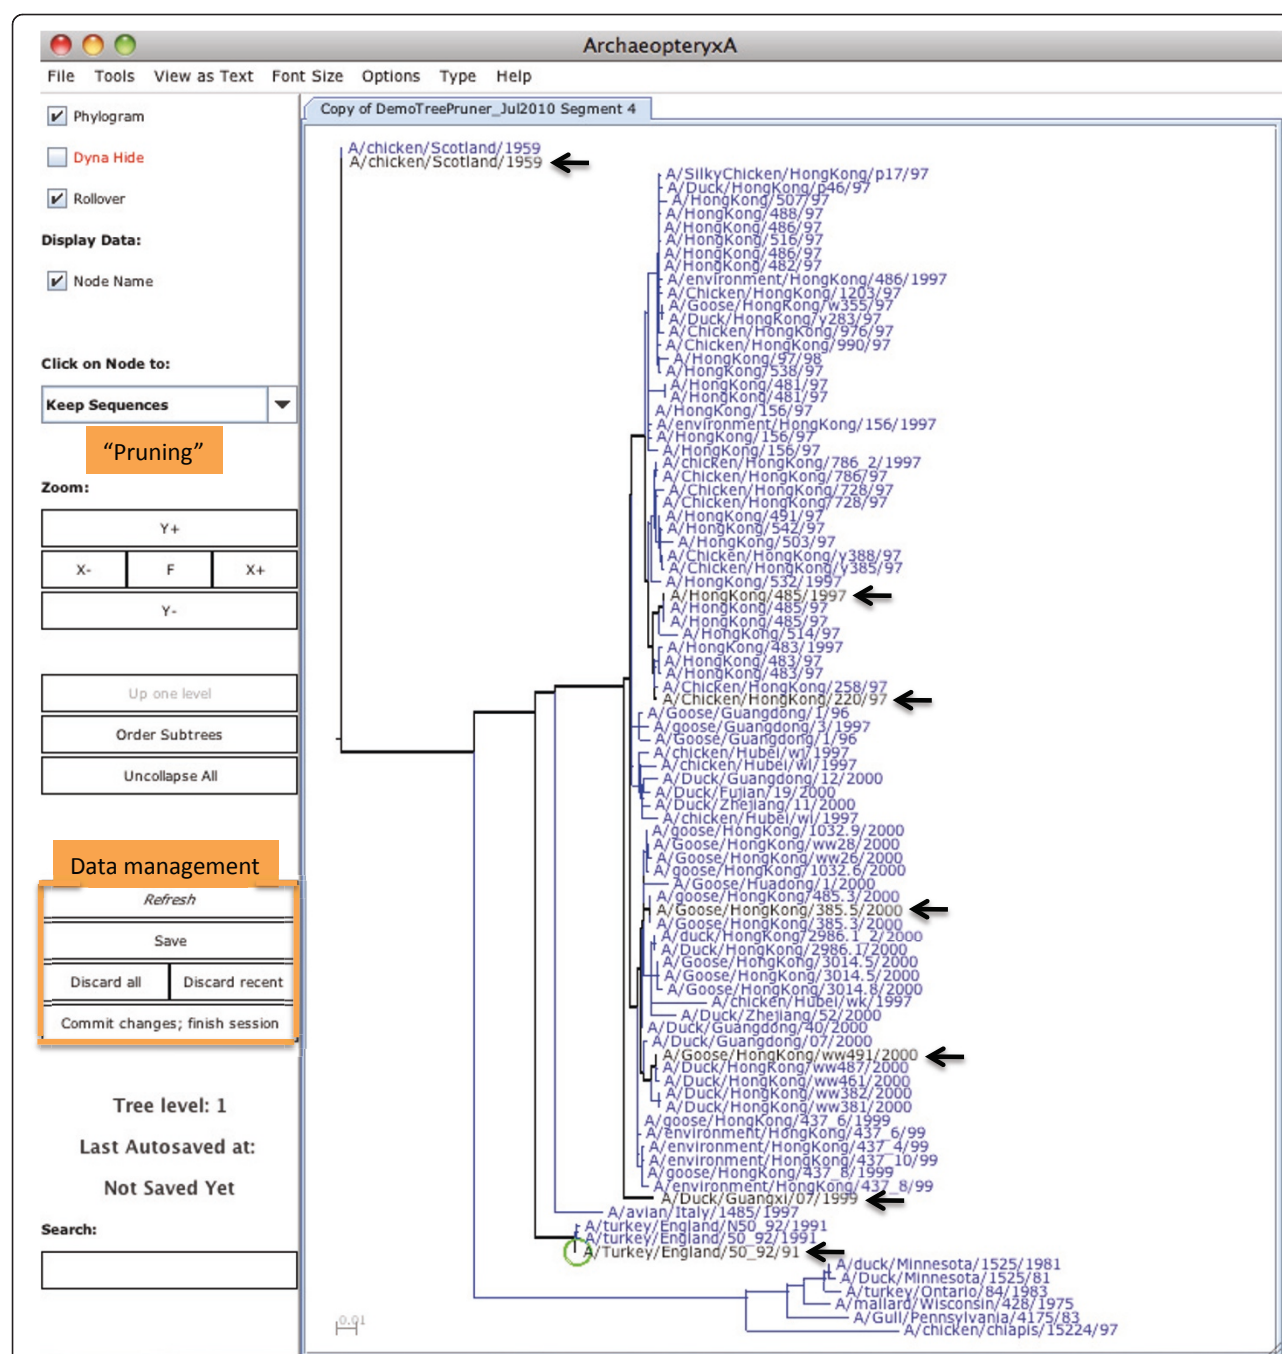 ArchaeopteryxA
File Tools View as Text Font Size Options Type Help
Phylogram
Dyna Hide
Rollover
Display Data:
Node Name
Click on Node to:
Keep Sequences
“Pruning”
Zoom:
Y+
X- F X+
Y-
Up one level
Order Subtrees
Uncollapse All
Data management
Refresh
Save
Discard all Discard recent
Commit changes; finish session
Tree level: 1
Last Autosaved at:
Not Saved Yet
Search:
Copy of DemoTreePruner_Jul2010 Segment 4
A/chicken/Scotland/1959
A/chicken/Scotland/1959
A/SilkyChicken/HongKong/p17/97
A/Duck/HongKong/p46/97
A/HongKong/507/97
A/HongKong/488/97
A/HongKong/486/97
A/HongKong/516/97
A/HongKong/486/97
A/HongKong/482/97
A/environment/HongKong/486/1997
A/Chicken/HongKong/1203/97
A/Goose/HongKong/w355/97
A/Duck/HongKong/y283/97
A/Chicken/HongKong/976/97
A/Chicken/HongKong/990/97
A/HongKong/97/98
A/HongKong/538/97
A/HongKong/481/97
A/HongKong/481/97
A/HongKong/156/97
A/environment/HongKong/156/1997
A/HongKong/156/97
A/HongKong/156/97
A/chicken/HongKong/786_2/1997
A/Chicken/HongKong/786/97
A/Chicken/HongKong/728/97
A/Chicken/HongKong/728/97
A/HongKong/491/97
A/HongKong/542/97
A/HongKong/503/97
A/Chicken/HongKong/y388/97
A/Chicken/HongKong/y385/97
A/HongKong/532/1997
A/HongKong/485/1997
A/HongKong/485/97
A/HongKong/485/97
A/HongKong/514/97
A/HongKong/483/1997
A/HongKong/483/97
A/HongKong/483/97
A/Chicken/HongKong/258/97
A/Chicken/HongKong/220/97
A/Goose/Guangdong/1/96
A/goose/Guangdong/3/1997
A/Goose/Guangdong/1/96
A/chicken/Hubei/wj/1997
A/chicken/Hubei/wi/1997
A/Duck/Guangdong/12/2000
A/Duck/Fujian/19/2000
A/Duck/Zhejiang/11/2000
A/chicken/Hubei/wl/1997
A/goose/HongKong/1032.9/2000
A/Goose/HongKong/ww28/2000
A/Goose/HongKong/ww26/2000
A/goose/HongKong/1032.6/2000
A/Goose/Huadong/1/2000
A/goose/HongKong/485.3/2000
A/Goose/HongKong/385.5/2000
A/Goose/HongKong/385.3/2000
A/duck/HongKong/2986.1_2/2000
A/Duck/HongKong/2986.1/2000
A/Goose/HongKong/3014.5/2000
A/Goose/HongKong/3014.5/2000
A/Goose/HongKong/3014.8/2000
A/chicken/Hubei/wk/1997
A/Duck/Zhejiang/52/2000
A/Duck/Guangdong/40/2000
A/Duck/Guangdong/07/2000
A/Goose/HongKong/ww491/2000
A/Duck/HongKong/ww487/2000
A/Duck/HongKong/ww461/2000
A/Duck/HongKong/ww382/2000
A/Duck/HongKong/ww381/2000
A/goose/HongKong/437_6/1999
A/environment/HongKong/437_6/99
A/environment/HongKong/437_4/99
A/environment/HongKong/437_10/99
A/goose/HongKong/437_8/1999
A/environment/HongKong/437_8/99
A/Duck/Guangxi/07/1999
A/avian/Italy/1485/1997
A/turkey/England/N50_92/1991
A/turkey/England/50_92/1991
A/Turkey/England/50_92/91
A/duck/Minnesota/1525/1981
A/Duck/Minnesota/1525/81
A/turkey/Ontario/84/1983
A/mallard/Wisconsin/428/1975
A/Gull/Pennsylvania/4175/83
A/chicken/chiapis/15224/97
0.01